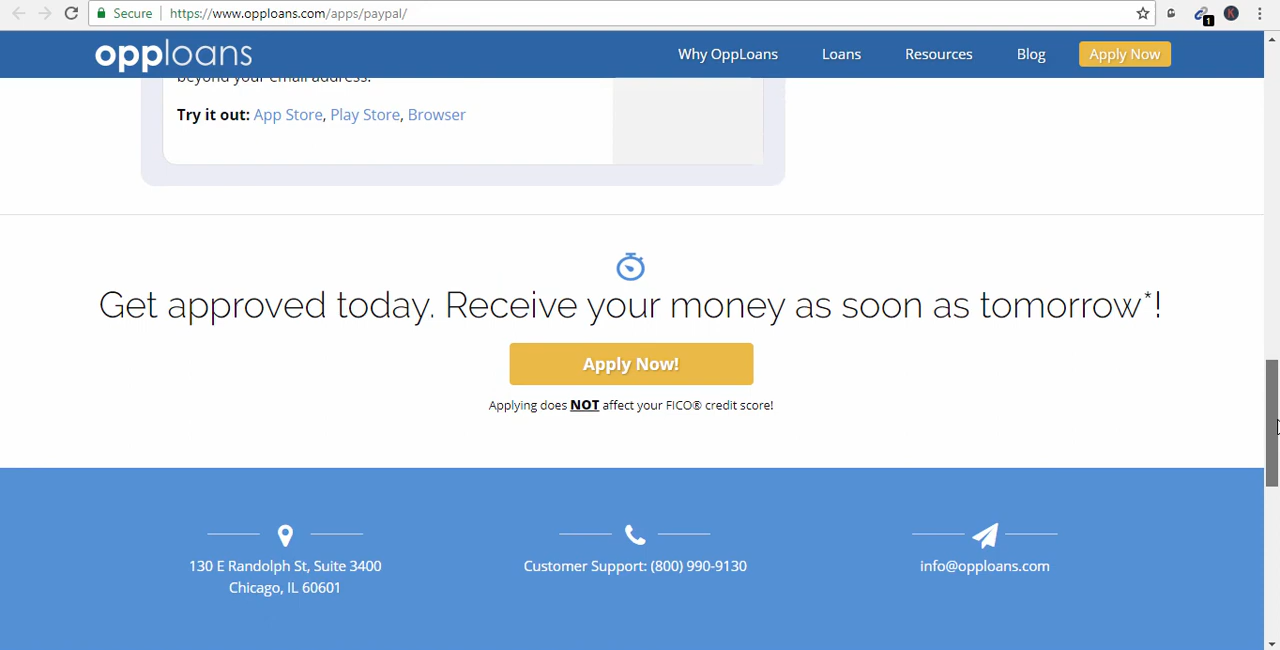 Secure https://www.opploans.com/apps/paypal/
1
K
opploans Why OppLoans Loans Resources Blog Apply Now
beyond your email address.
Try it out: App Store, Play Store, Browser
Get approved today. Receive your money as soon as tomorrow*!
Apply Now!
Applying does NOT affect your FICO® credit score!
130 E Randolph St, Suite 3400
Chicago, IL 60601
Customer Support: (800) 990-9130
info@opploans.com